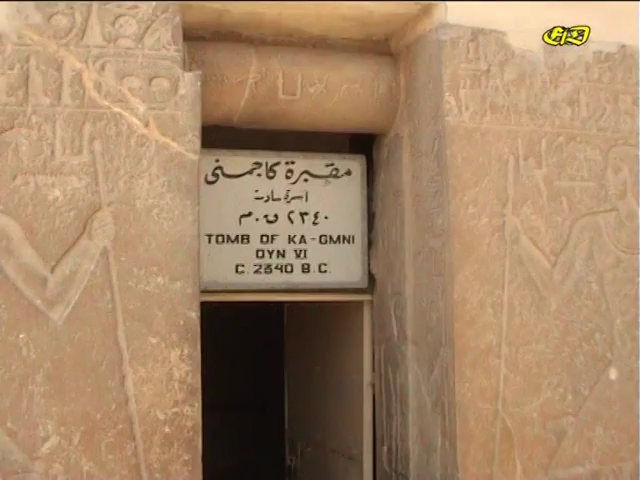 مقبرة كاجمنى
أسرة سادسة
٢٣٤٠ ق.م
TOMB OF KA-GMNI
DYN VI
C. 2340 B.C.